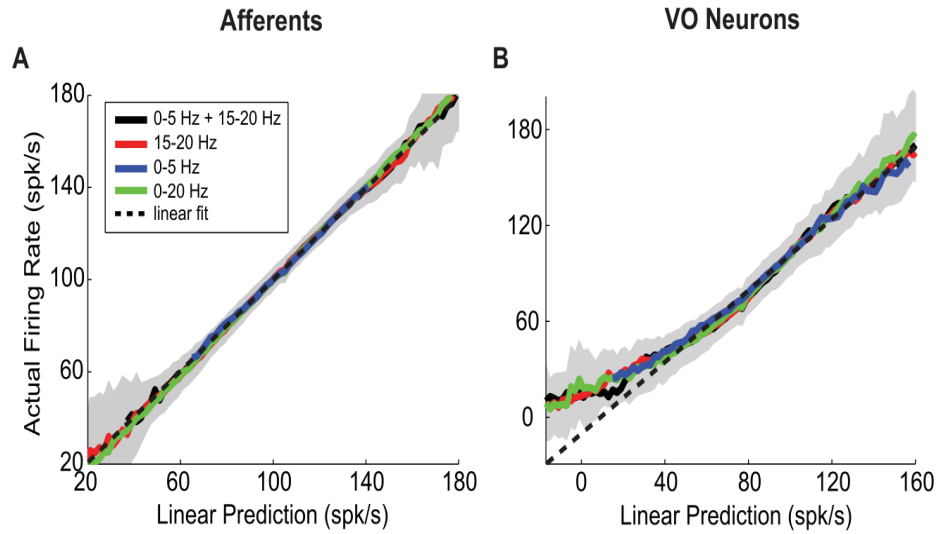 Afferents
VO Neurons
A
B
Actual Firing Rate (spk/s)
180
140
100
60
20
0-5 Hz + 15-20 Hz
15-20 Hz
0-5 Hz
0-20 Hz
linear fit
20 60 100 140 180
Linear Prediction (spk/s)
180
120
60
0
0 40 80 120 160
Linear Prediction (spk/s)